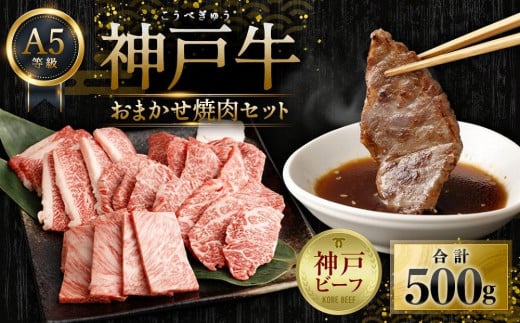 こうべぎゅう
A5
等級
神戸牛
おまかせ焼肉セット
神戸
ビーフ
KOBE BEEF
合計
500g